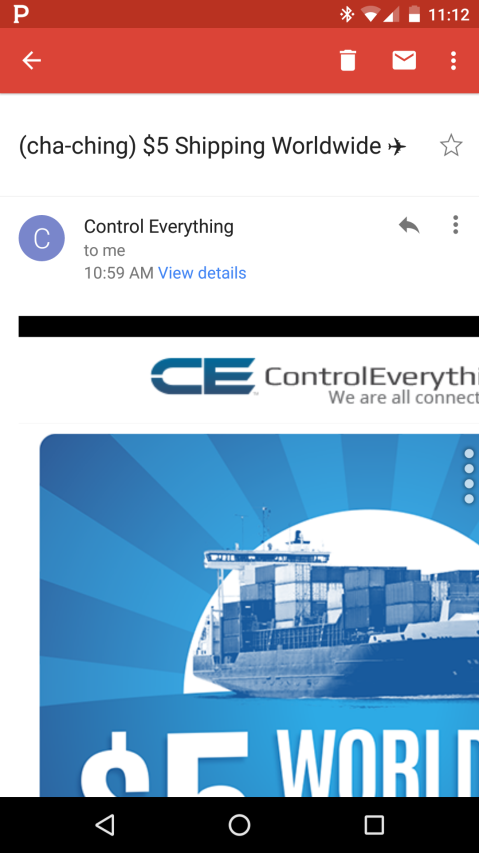 11:12
(cha-ching) $5 Shipping Worldwide ✈
C
Control Everything
to me
10:59 AM View details
CE ControlEverythi
We are all connect
$5 WORLD